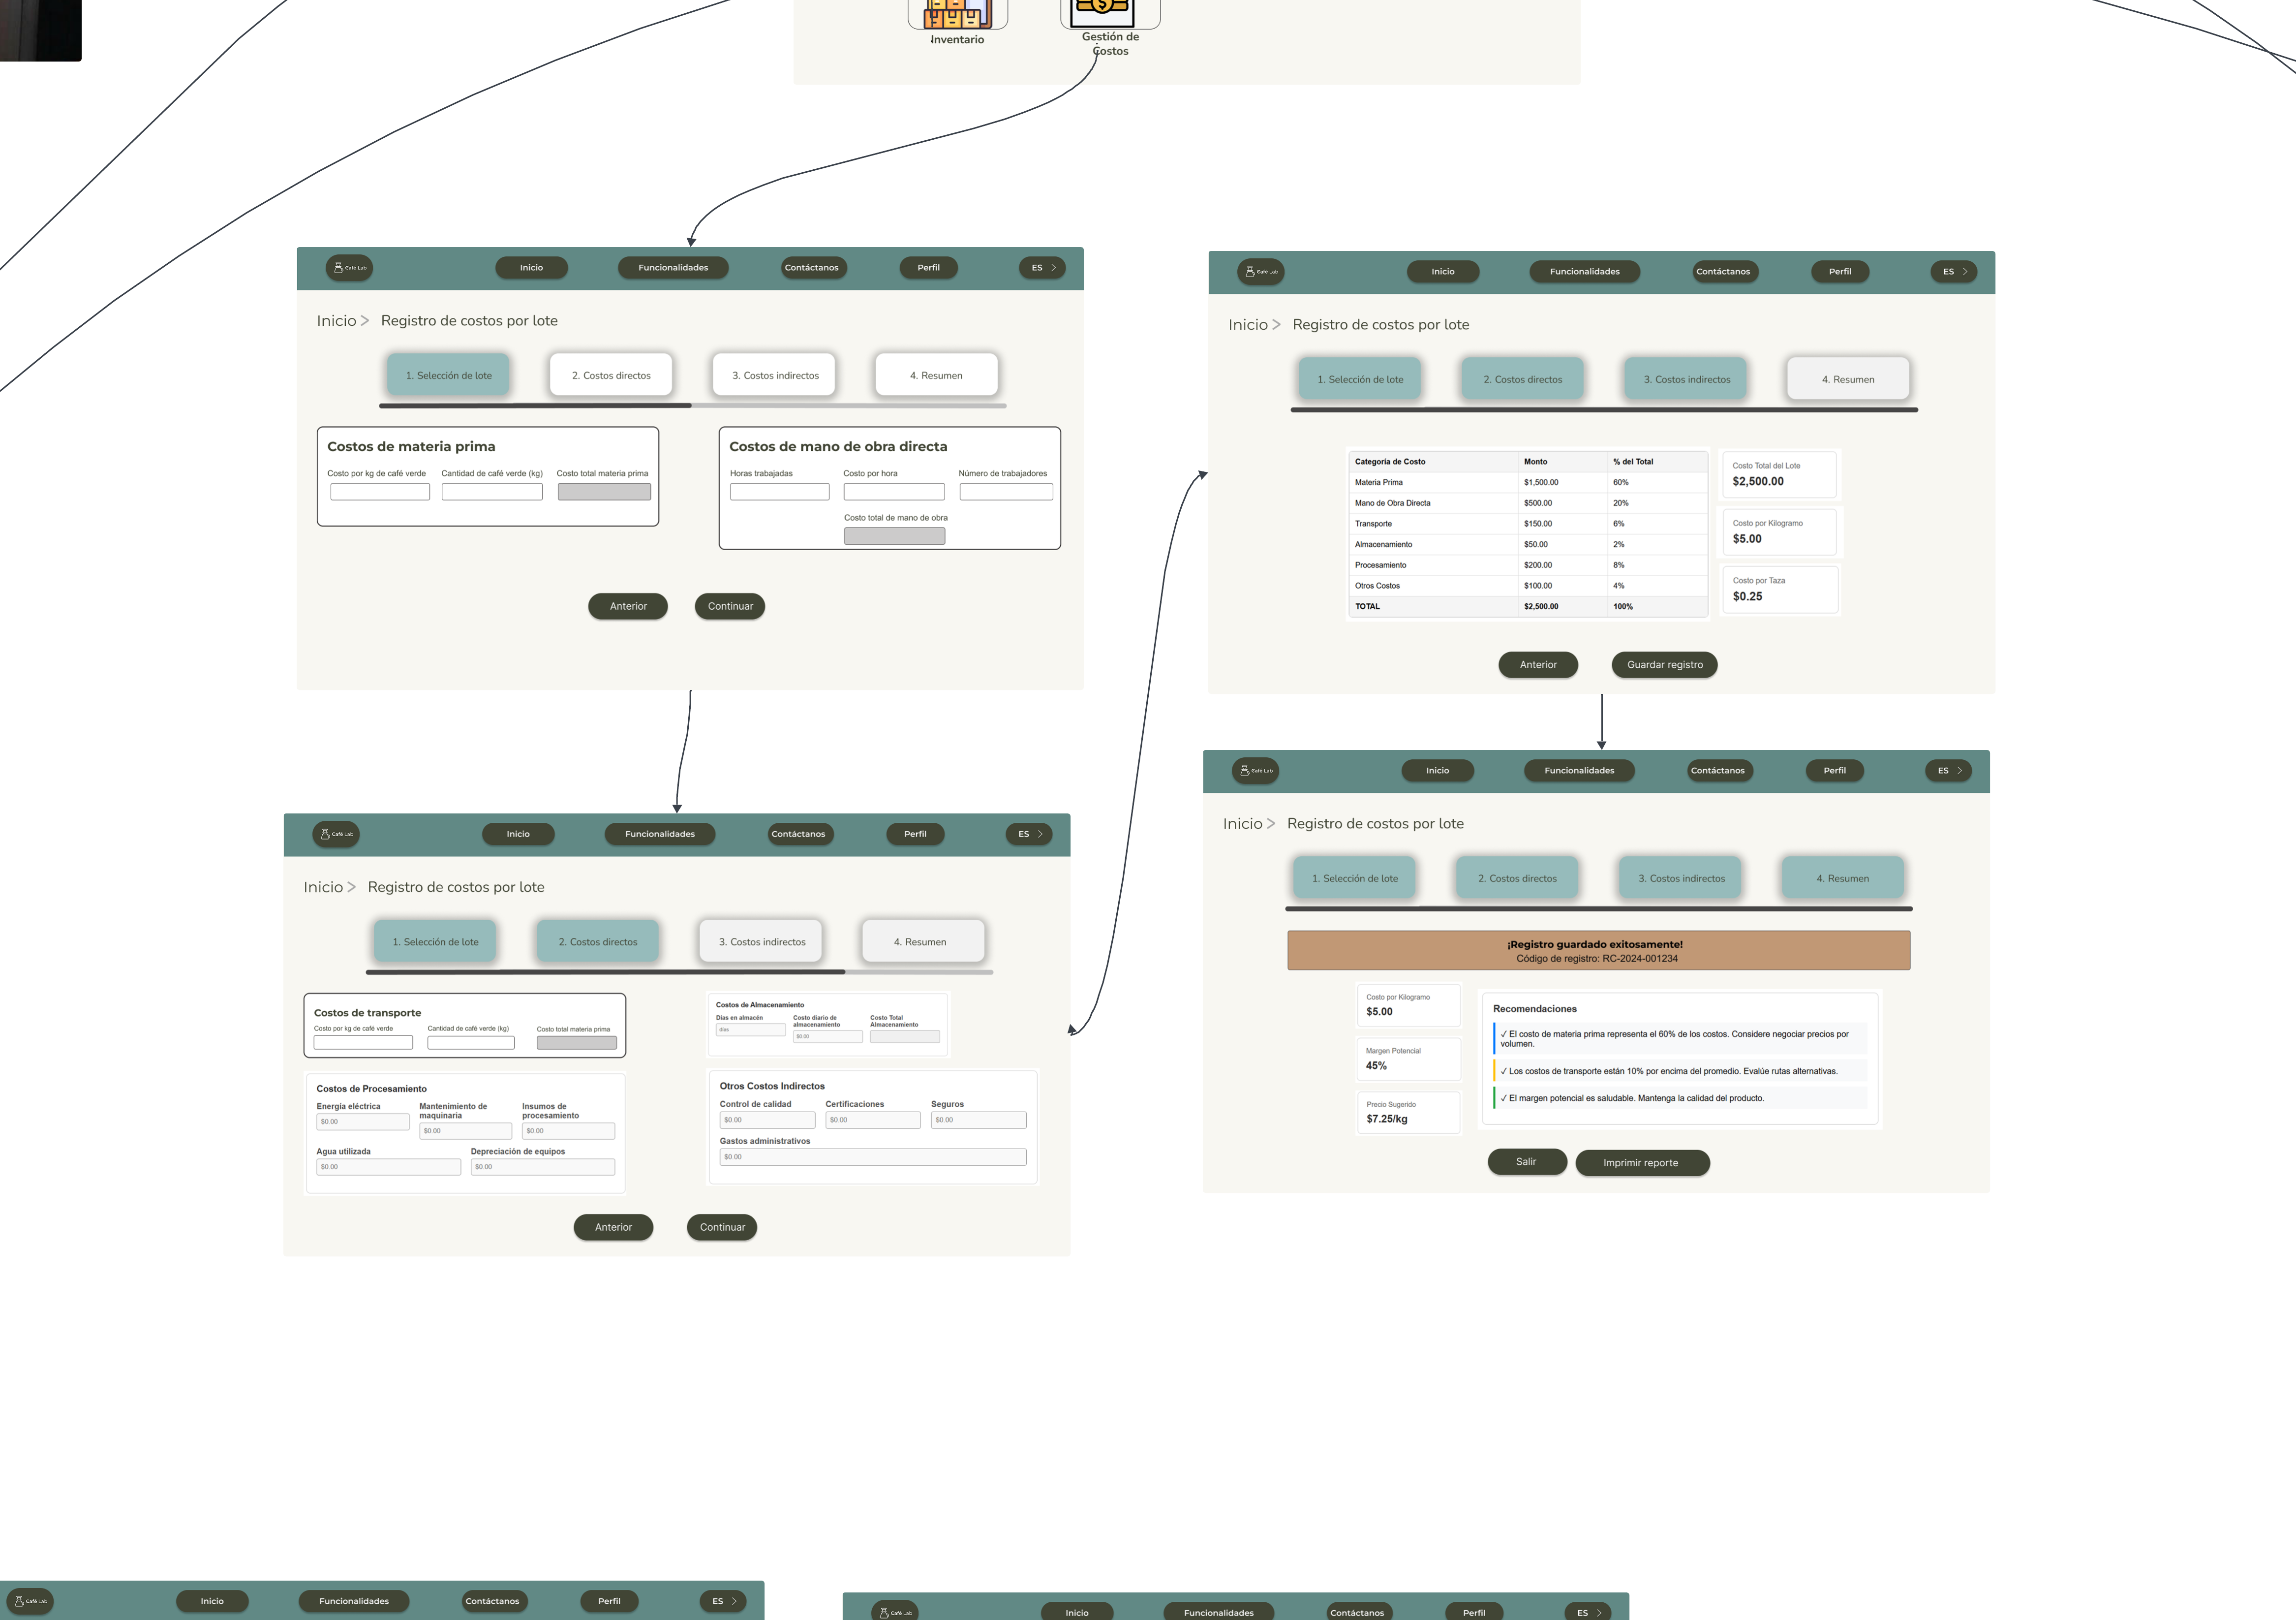 Inventario
Gestión de
Costos
Café Lab
Inicio
Funcionalidades
Contáctanos
Perfil
ES >
Inicio > Registro de costos por lote
1. Selección de lote
2. Costos directos
3. Costos indirectos
4. Resumen
Costos de materia prima
Costo por kg de café verde
Cantidad de café verde (kg)
Costo total materia prima
Costos de mano de obra directa
Horas trabajadas
Costo por hora
Número de trabajadores
Costo total de mano de obra
Anterior
Continuar
Café Lab
Inicio
Funcionalidades
Contáctanos
Perfil
ES >
Inicio > Registro de costos por lote
1. Selección de lote
2. Costos directos
3. Costos indirectos
4. Resumen
Categoría de Costo Monto % del Total
Materia Prima $1,500.00 60%
Mano de Obra Directa $500.00 20%
Transporte $150.00 6%
Almacenamiento $50.00 2%
Procesamiento $200.00 8%
Otros Costos $100.00 4%
TOTAL $2,500.00 100%
Costo Total del Lote
$2,500.00
Costo por Kilogramo
$5.00
Costo por Taza
$0.25
Anterior
Guardar registro
Café Lab
Inicio
Funcionalidades
Contáctanos
Perfil
ES >
Inicio > Registro de costos por lote
1. Selección de lote
2. Costos directos
3. Costos indirectos
4. Resumen
Costos de transporte
Costo por kg de café verde
Cantidad de café verde (kg)
Costo total materia prima
Costos de Almacenamiento
Días en almacén
días
Costo diario de
almacenamiento
$0.00
Costo Total
Almacenamiento
Costos de Procesamiento
Energía eléctrica
$0.00
Mantenimiento de
maquinaria
$0.00
Insumos de
procesamiento
$0.00
Agua utilizada
$0.00
Depreciación de equipos
$0.00
Otros Costos Indirectos
Control de calidad
$0.00
Certificaciones
$0.00
Seguros
$0.00
Gastos administrativos
$0.00
Anterior
Continuar
Café Lab
Inicio
Funcionalidades
Contáctanos
Perfil
ES >
Inicio > Registro de costos por lote
1. Selección de lote
2. Costos directos
3. Costos indirectos
4. Resumen
¡Registro guardado exitosamente!
Código de registro: RC-2024-001234
Costo por Kilogramo
$5.00
Margen Potencial
45%
Precio Sugerido
$7.25/kg
Recomendaciones
✓ El costo de materia prima representa el 60% de los costos. Considere negociar precios por
volumen.
✓ Los costos de transporte están 10% por encima del promedio. Evalúe rutas alternativas.
✓ El margen potencial es saludable. Mantenga la calidad del producto.
Salir
Imprimir reporte
Café Lab
Inicio
Funcionalidades
Contáctanos
Perfil
ES >
Café Lab
Inicio
Funcionalidades
Contáctanos
Perfil
ES >